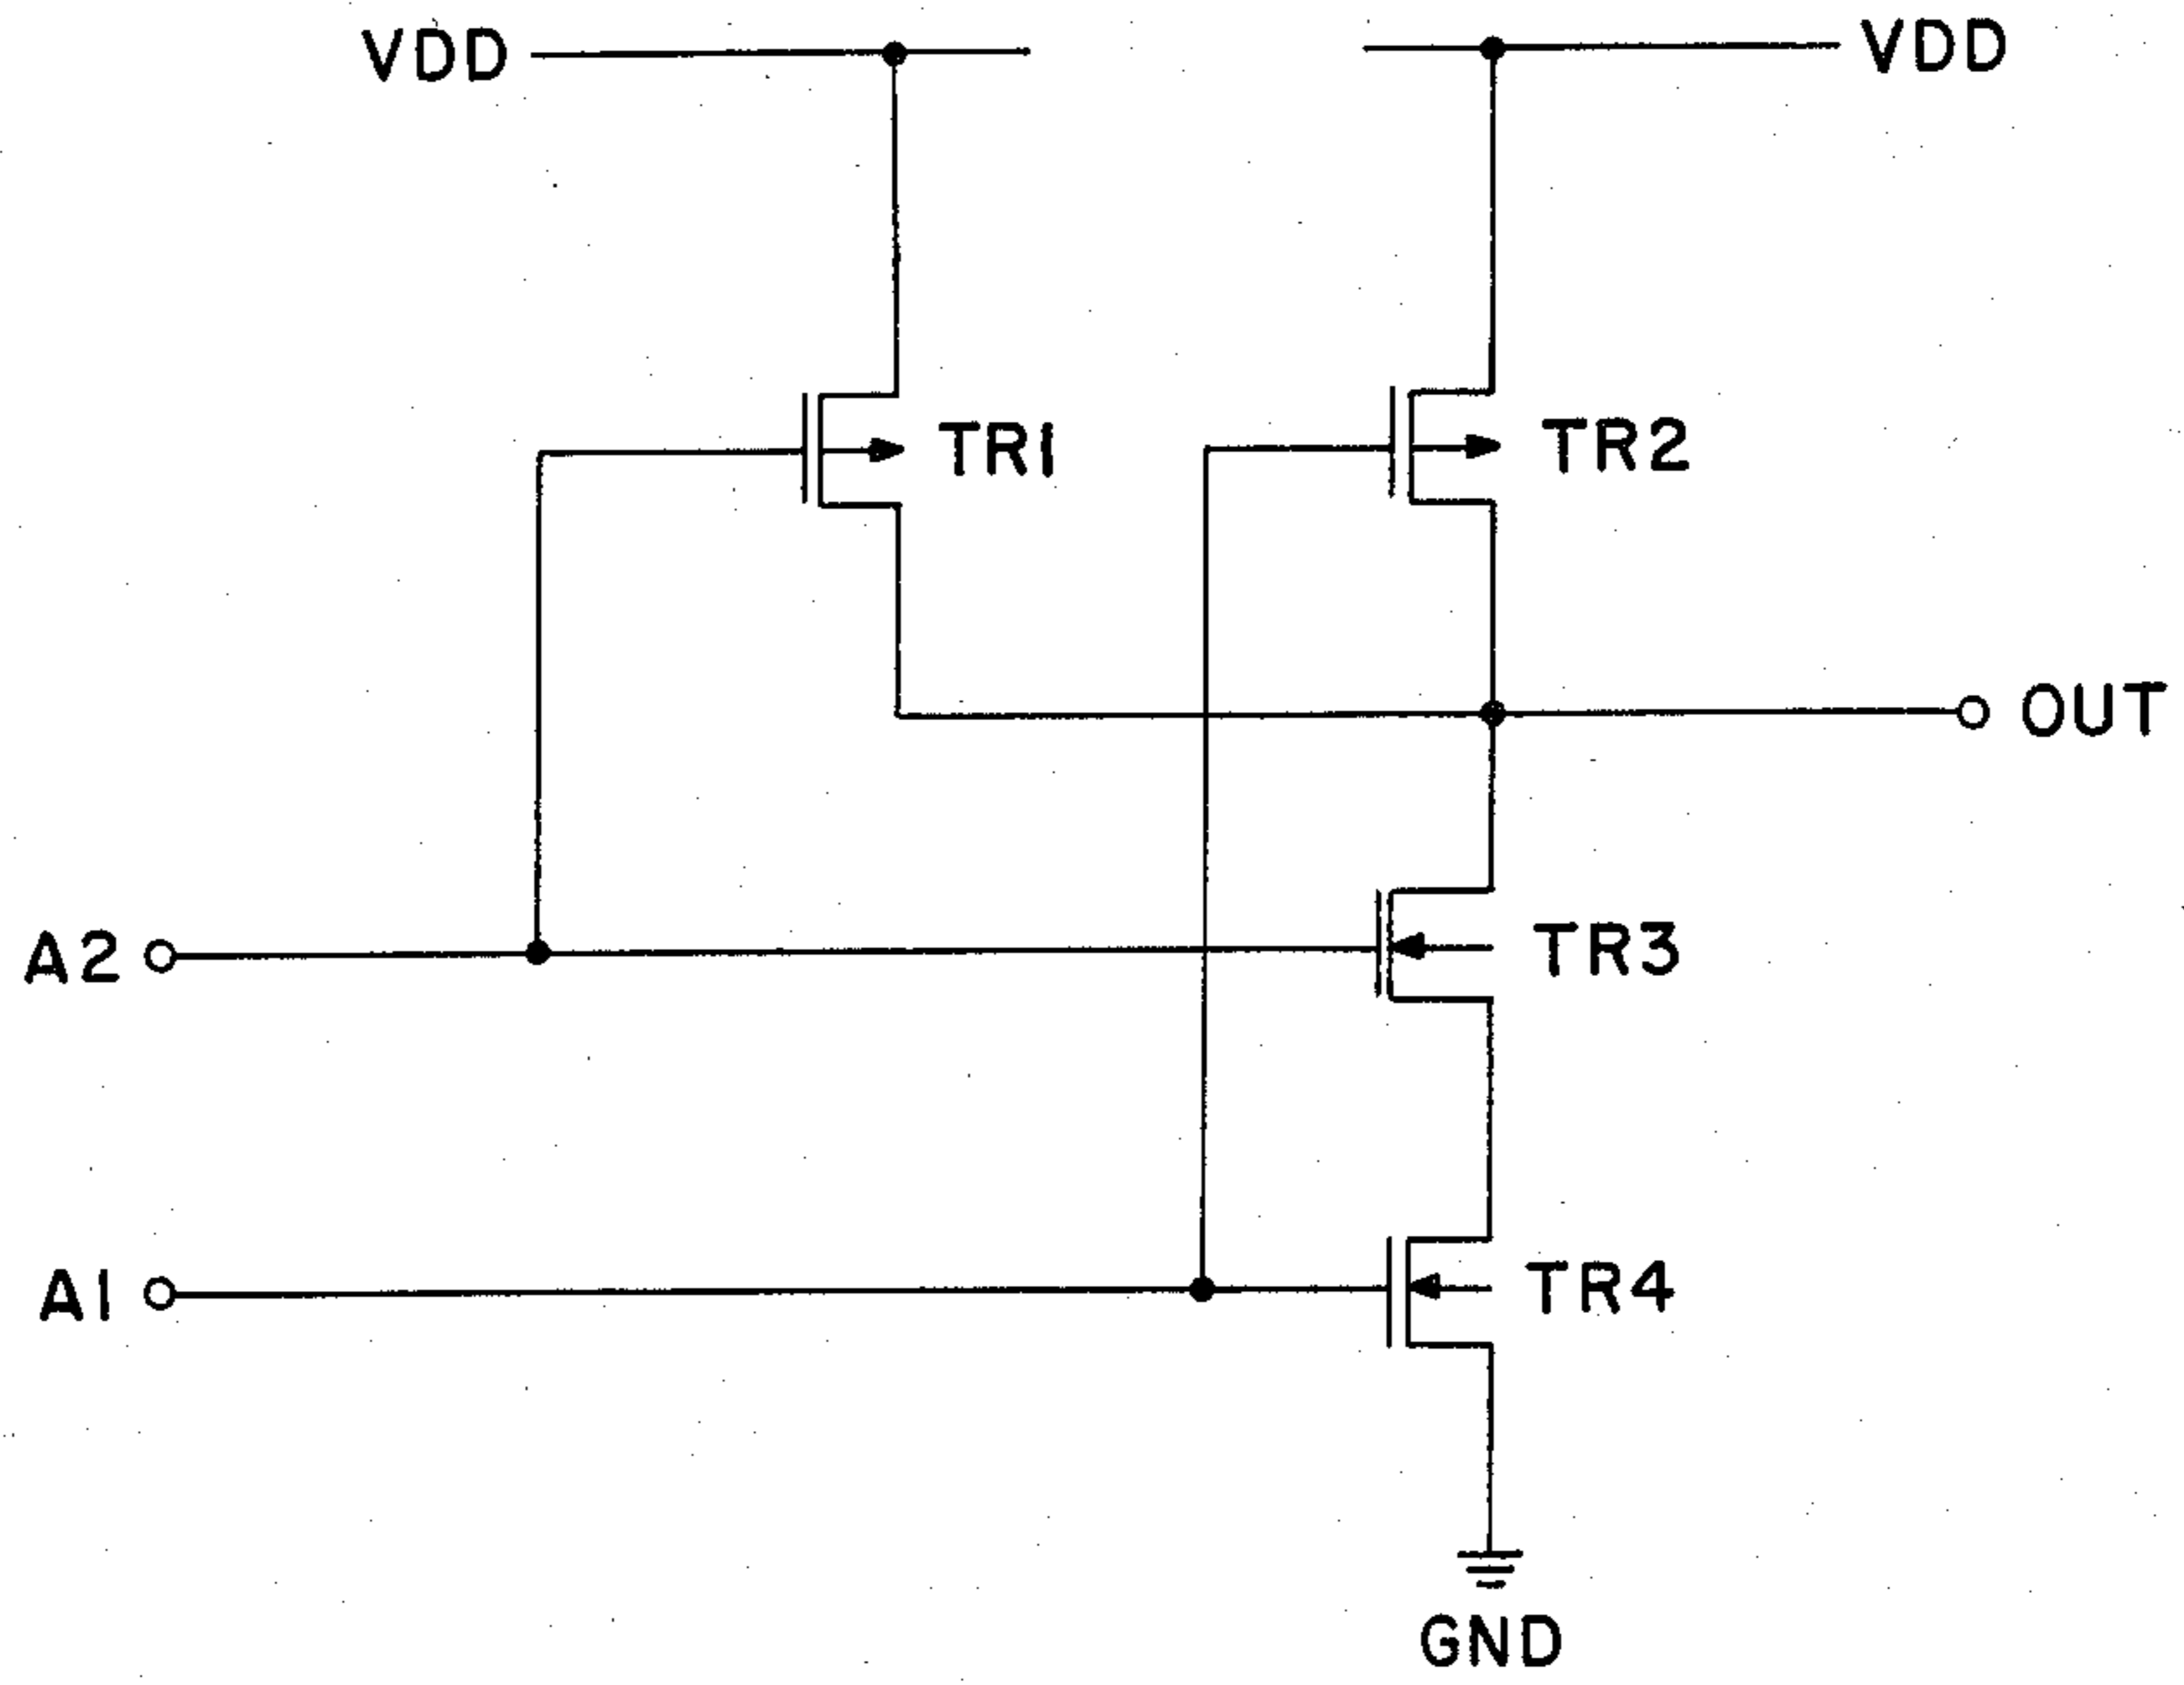 VDD
VDD
TR1
TR2
OUT
A2
TR3
A1
TR4
GND